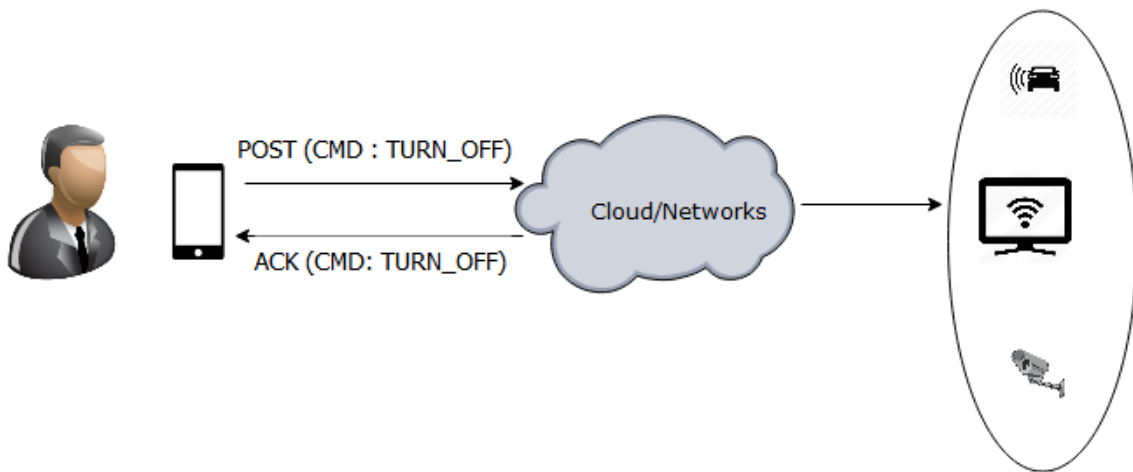 POST (CMD : TURN_OFF)
Cloud/Networks
ACK (CMD: TURN_OFF)